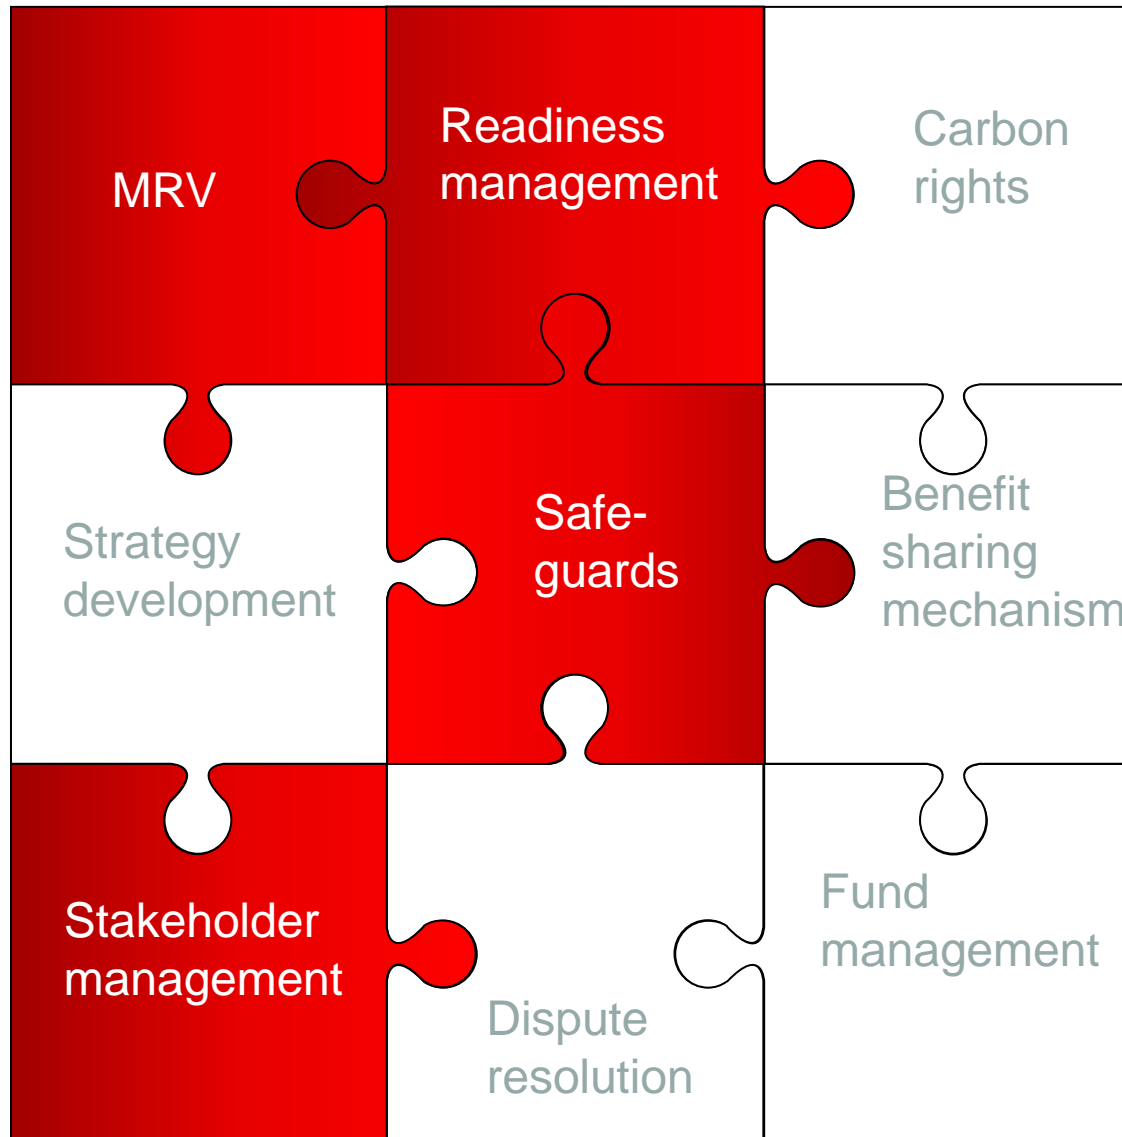 MRV
Readiness
management
Carbon
rights
Strategy
development
Safe-
guards
Benefit
sharing
mechanism
Stakeholder
management
Dispute
resolution
Fund
management